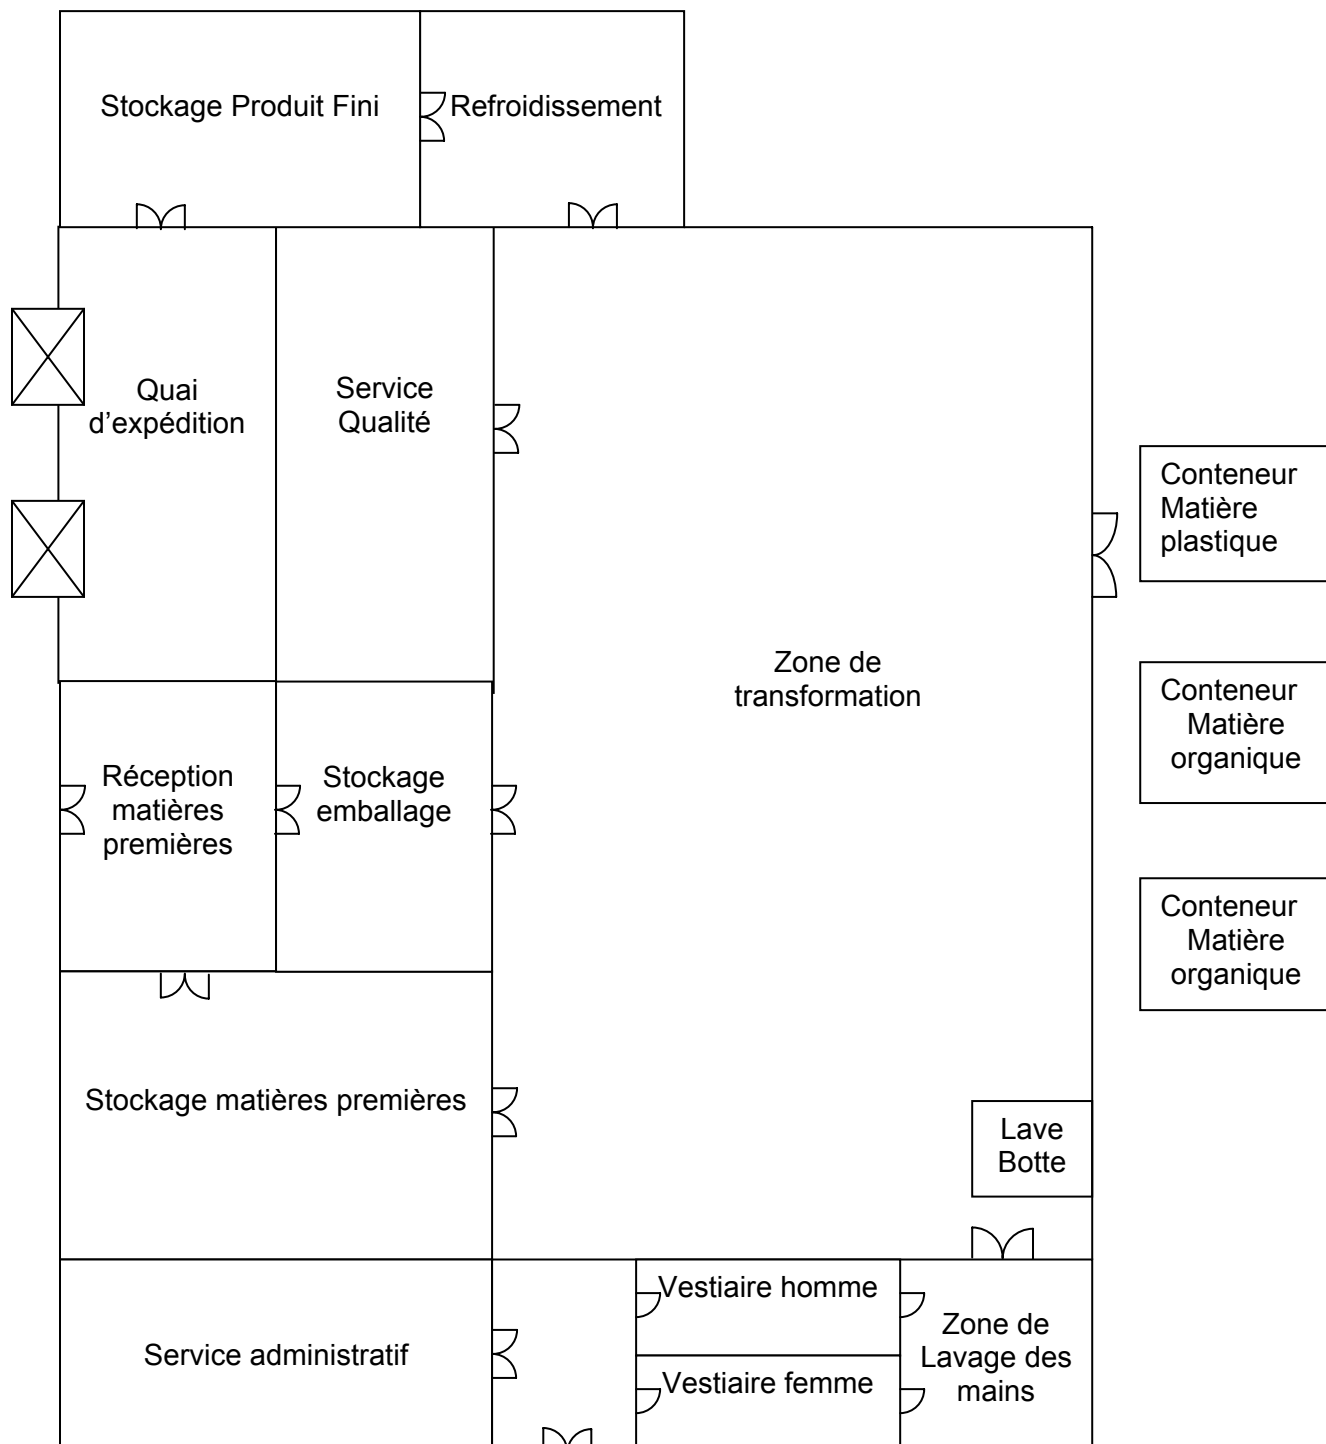 Stockage Produit Fini
Refroidissement
Quai
d’expédition
Service
Qualité
Conteneur
Matière
plastique
Zone de
transformation
Conteneur
Matière
organique
Réception
matières
premières
Stockage
emballage
Conteneur
Matière
organique
Stockage matières premières
Lave
Botte
Vestiaire homme
Zone de
Lavage des
mains
Service administratif
Vestiaire femme